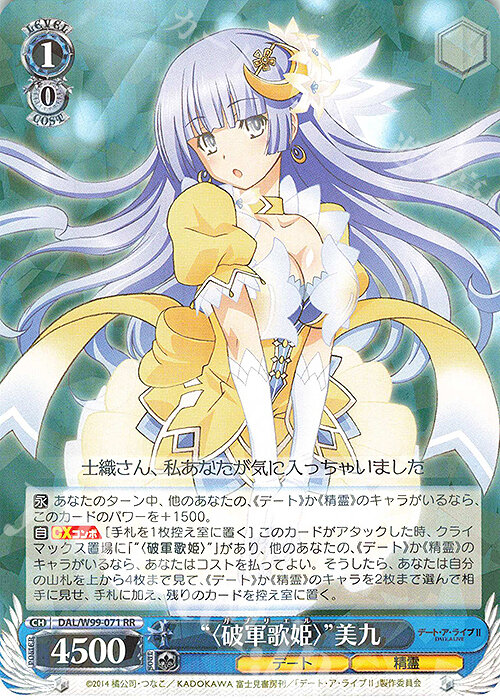 LEVEL
1
0
COST
士織さん、私あなたが気に入っちゃいました
永 あなたのターン中、他のあなたの、《デート》か《精霊》のキャラがいるなら、
このカードのパワーを＋1500。
自 CXコンボ [手札を1枚控え室に置く] このカードがアタックした時、クライ
マックス置場に「“〈破軍歌姫〉”」があり、他のあなたの、《デート》か《精霊》のキ
ャラがいるなら、あなたはコストを払ってよい。そうしたら、あなたは自分
の山札を上から4枚まで見て、《デート》か《精霊》のキャラを2枚まで選んで相
手に見せ、手札に加え、残りのカードを控え室に置く。
CH DAL/W99-071 RR
POWER 4500
ガブリエル
“〈破軍歌姫〉”美九
デート・ア・ライブⅡ
DATE A LIVE
デート 精霊
©2014 橘公司・つなこ／KADOKAWA 富士見書房刊／「デート・ア・ライブⅡ」製作委員会